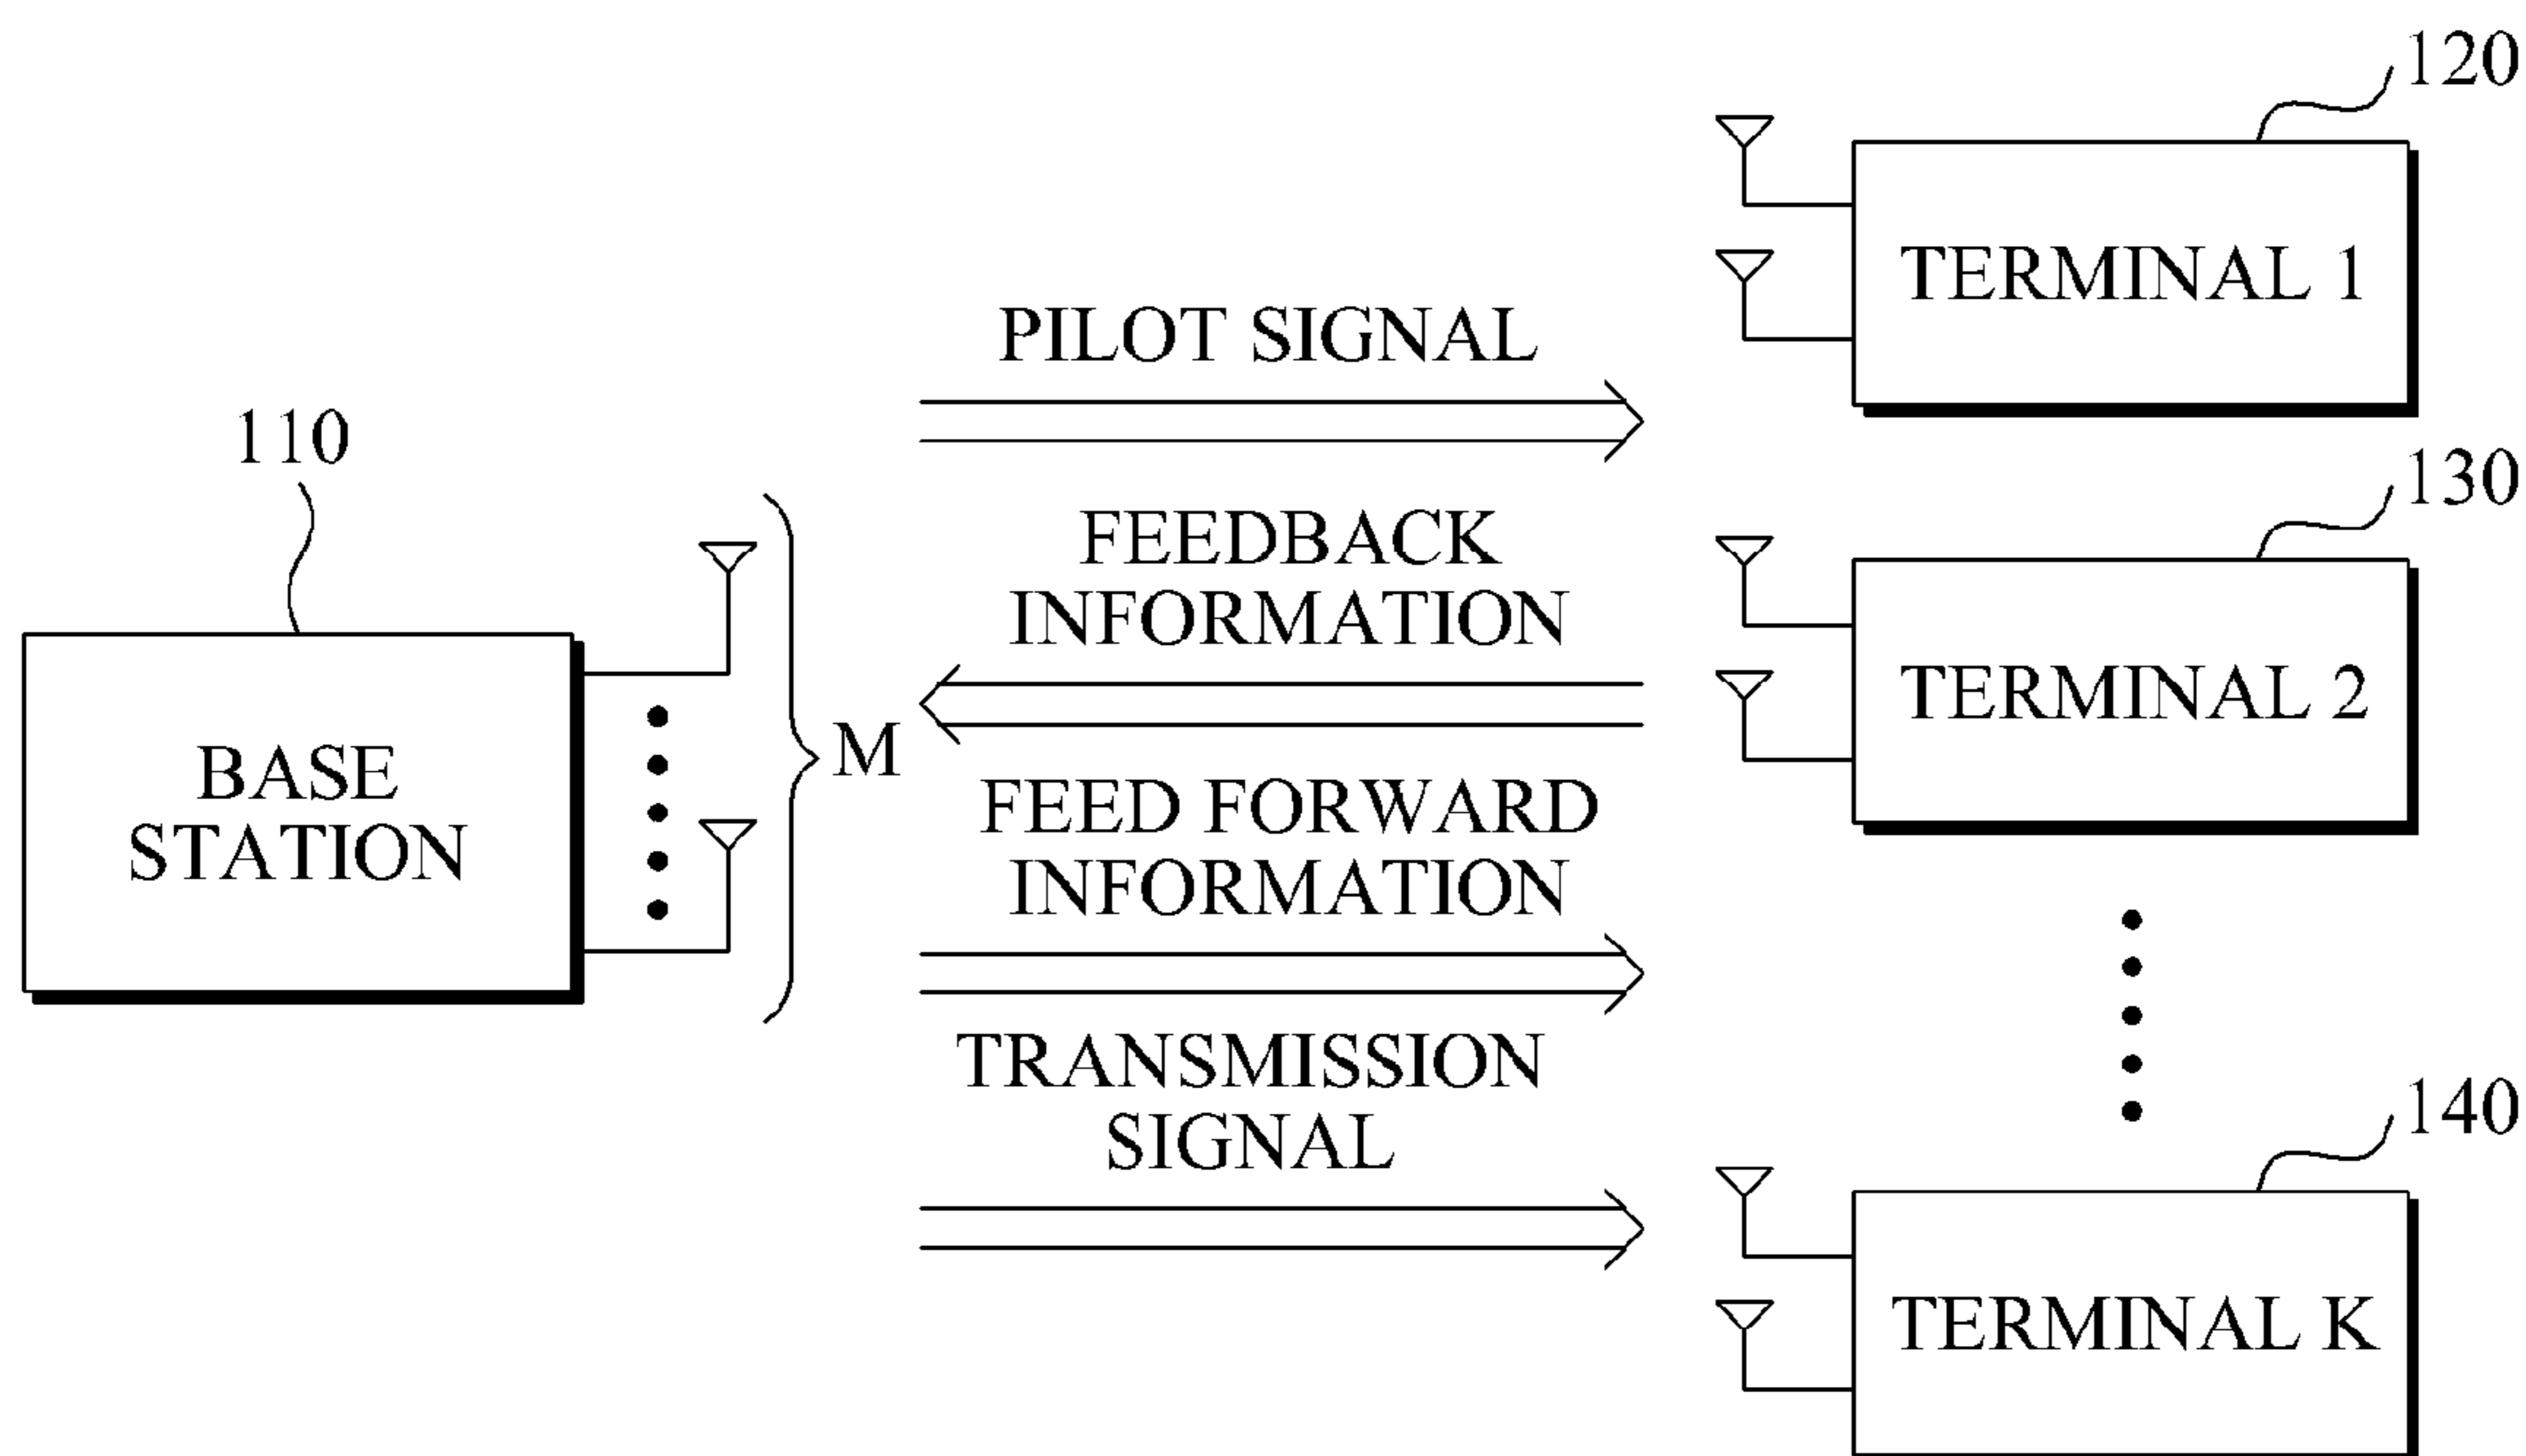 120
TERMINAL 1
PILOT SIGNAL
110
130
FEEDBACK
INFORMATION
TERMINAL 2
M
BASE
STATION
FEED FORWARD
INFORMATION
TRANSMISSION
SIGNAL
140
TERMINAL K